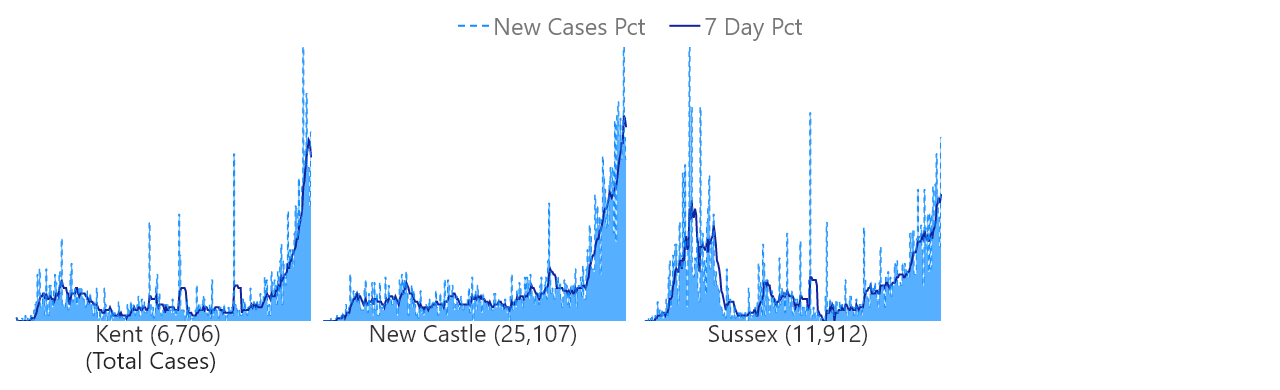 New Cases Pct 7 Day Pct
Kent (6,706) New Castle (25,107) Sussex (11,912)
(Total Cases)